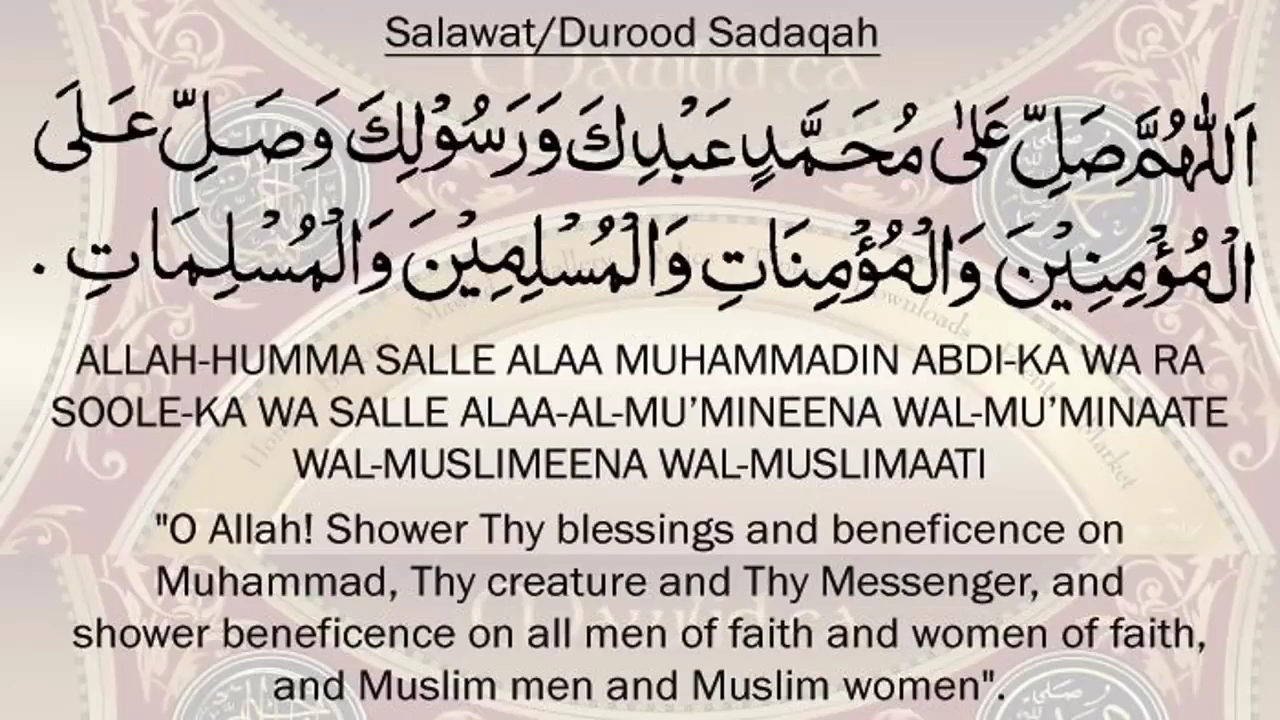 Salawat/Durood Sadaqah
اَللّٰهُمَّ صَلِّ عَلٰى مُحَمَّدٍ عَبْدِكَ وَرَسُوْلِكَ وَصَلِّ عَلَى
الْمُؤْمِنِيْنَ وَالْمُؤْمِنَاتِ وَالْمُسْلِمِيْنَ وَالْمُسْلِمَاتِ .
ALLAH-HUMMA SALLE ALAA MUHAMMADIN ABDI-KA WA RA
SOOLE-KA WA SALLE ALAA-AL-MU’MINEENA WAL-MU’MINAATE
WAL-MUSLIMEENA WAL-MUSLIMAATI
"O Allah! Shower Thy blessings and beneficence on
Muhammad, Thy creature and Thy Messenger, and
shower beneficence on all men of faith and women of faith,
and Muslim men and Muslim women".